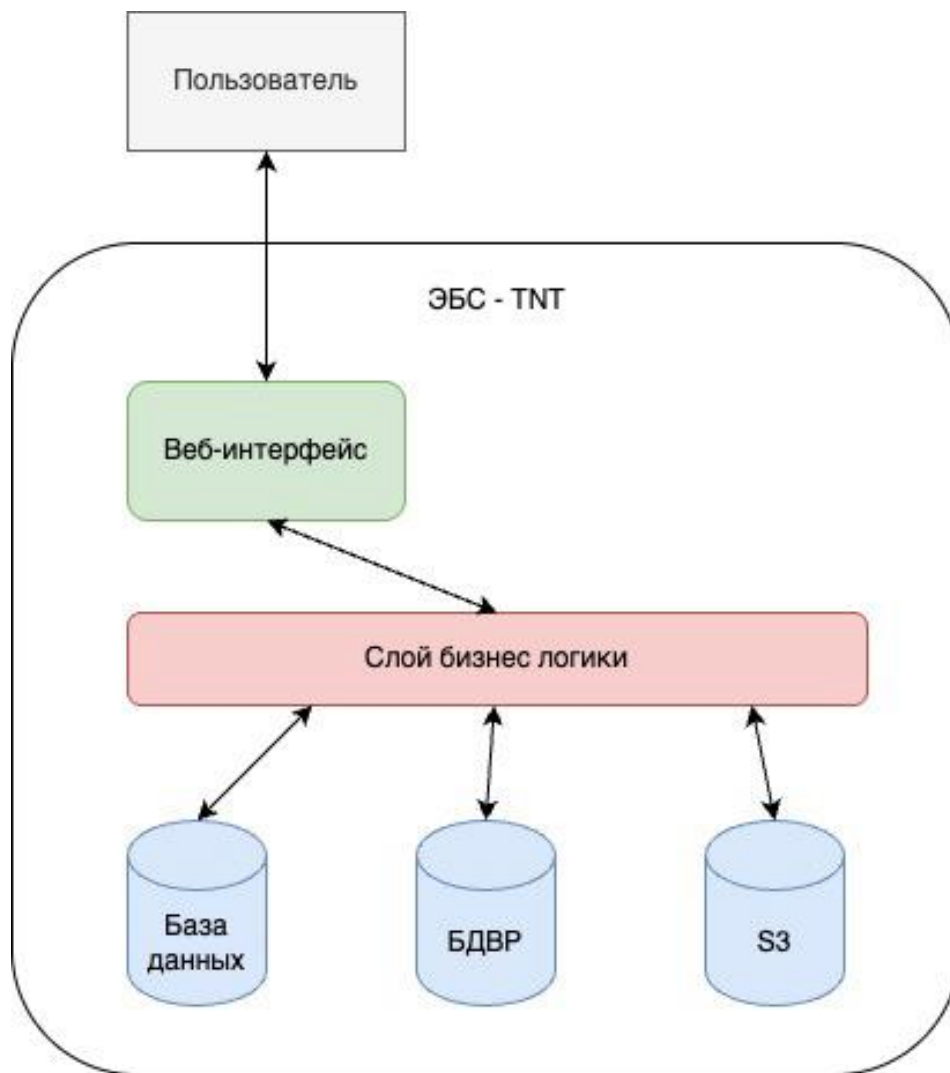 Пользователь
ЭБС - TNT
Веб-интерфейс
Слой бизнес логики
База
данных
БДВР
S3